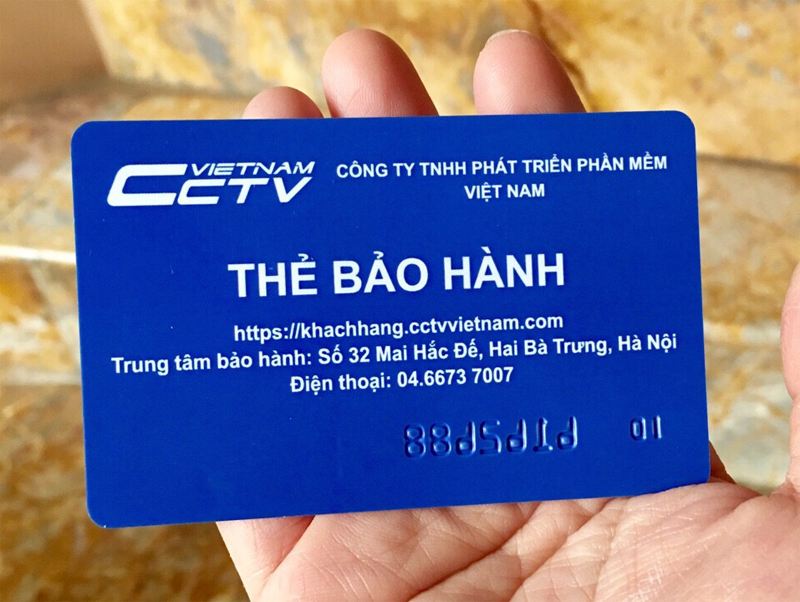 VIETNAM
CCTV
CÔNG TY TNHH PHÁT TRIỂN PHẦN MỀM
VIỆT NAM
THẺ BẢO HÀNH
https://khachhang.cctvvietnam.com
Trung tâm bảo hành: Số 32 Mai Hắc Đế, Hai Bà Trưng, Hà Nội
Điện thoại: 04.6673 7007